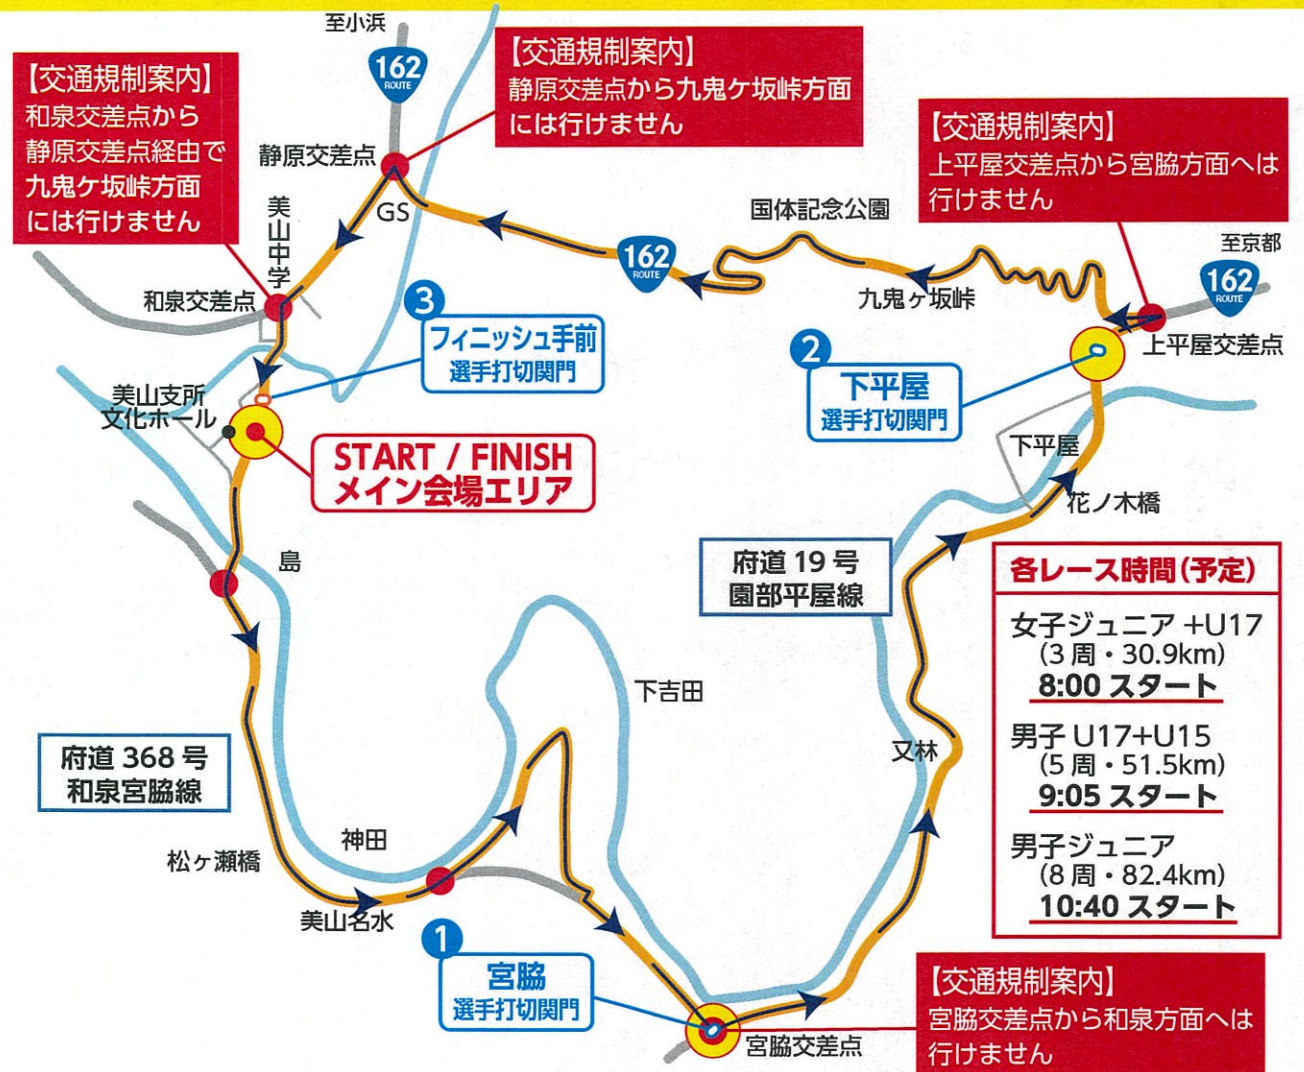 至小浜
162
ROUTE
【交通規制案内】
和泉交差点から
静原交差点経由で
九鬼ケ坂峠方面
には行けません
【交通規制案内】
静原交差点から九鬼ケ坂峠方面
には行けません
【交通規制案内】
上平屋交差点から宮脇方面へは
行けません
静原交差点
GS
美山中学
国体記念公園
至京都
162
ROUTE
162
ROUTE
九鬼ヶ坂峠
和泉交差点
上平屋交差点
3
フィニッシュ手前
選手打切関門
2
下平屋
選手打切関門
美山支所
文化ホール
START / FINISH
メイン会場エリア
下平屋
花ノ木橋
島
府道 19 号
園部平屋線
各レース時間(予定)
女子ジュニア +U17
(3 周・30.9km)
8:00 スタート
男子 U17+U15
(5 周・51.5km)
9:05 スタート
男子ジュニア
(8 周・82.4km)
10:40 スタート
下吉田
又林
府道 368 号
和泉宮脇線
神田
松ヶ瀬橋
美山名水
1
宮脇
選手打切関門
宮脇交差点
【交通規制案内】
宮脇交差点から和泉方面へは
行けません